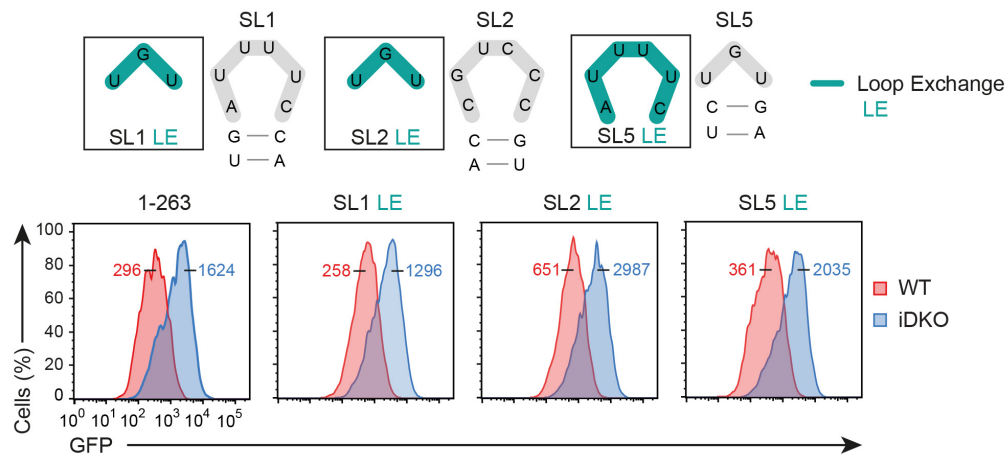 SL1 SL2 SL5
G U U
U U
SL1 LE
U U
U U
A C
G C
U A
G U
U U
SL2 LE
U C
G C
C C
C G
A U
U U
U U
A C
SL5 LE
G
U U
C G
U A
Loop Exchange
LE
1-263 SL1 LE SL2 LE SL5 LE
Cells (%)
100
80
60
40
20
0
296 1624
258 1296
651 2987
361 2035
WT
iDKO
10⁰ 10¹ 10² 10³ 10⁴ 10⁵
GFP